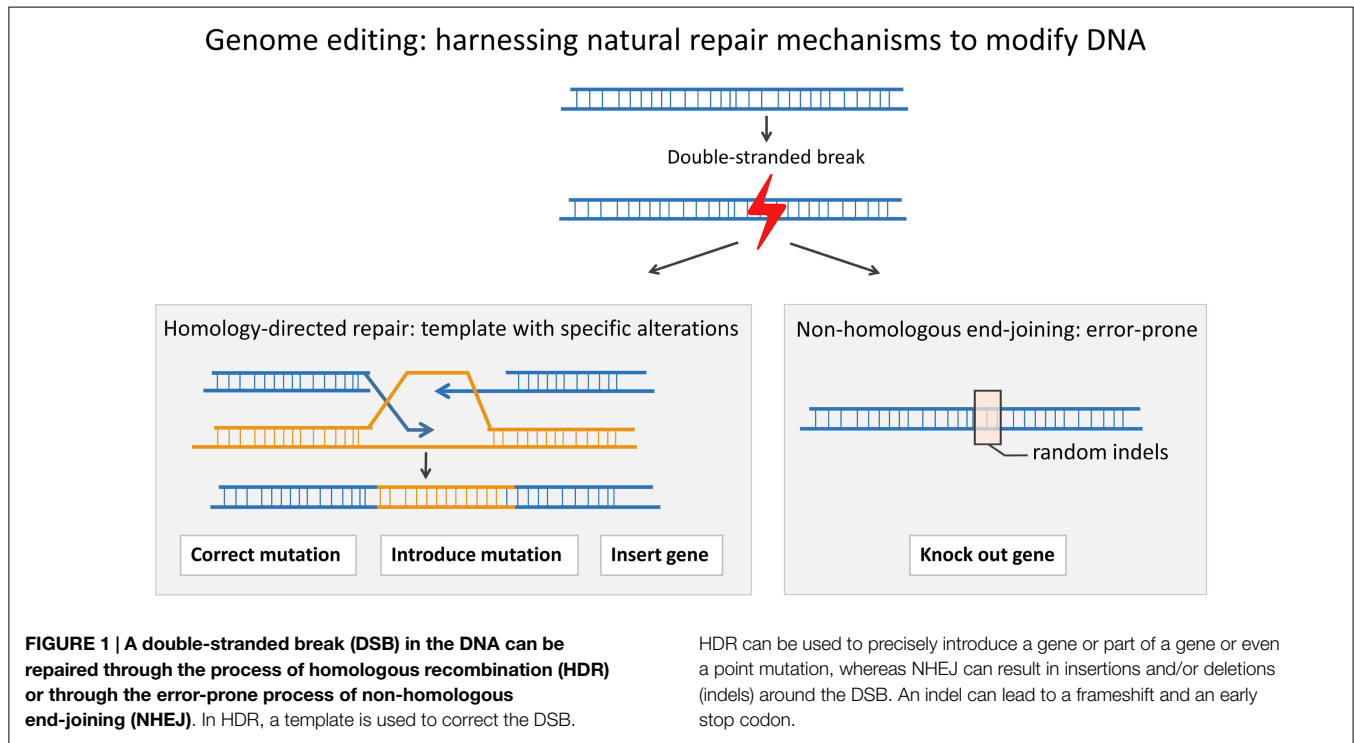 Genome editing: harnessing natural repair mechanisms to modify DNA
Double-stranded break
Homology-directed repair: template with specific alterations
Correct mutation
Introduce mutation
Insert gene
Non-homologous end-joining: error-prone
random indels
Knock out gene
FIGURE 1 | A double-stranded break (DSB) in the DNA can be
repaired through the process of homologous recombination (HDR)
or through the error-prone process of non-homologous
end-joining (NHEJ). In HDR, a template is used to correct the DSB.
HDR can be used to precisely introduce a gene or part of a gene or even
a point mutation, whereas NHEJ can result in insertions and/or deletions
(indels) around the DSB. An indel can lead to a frameshift and an early
stop codon.